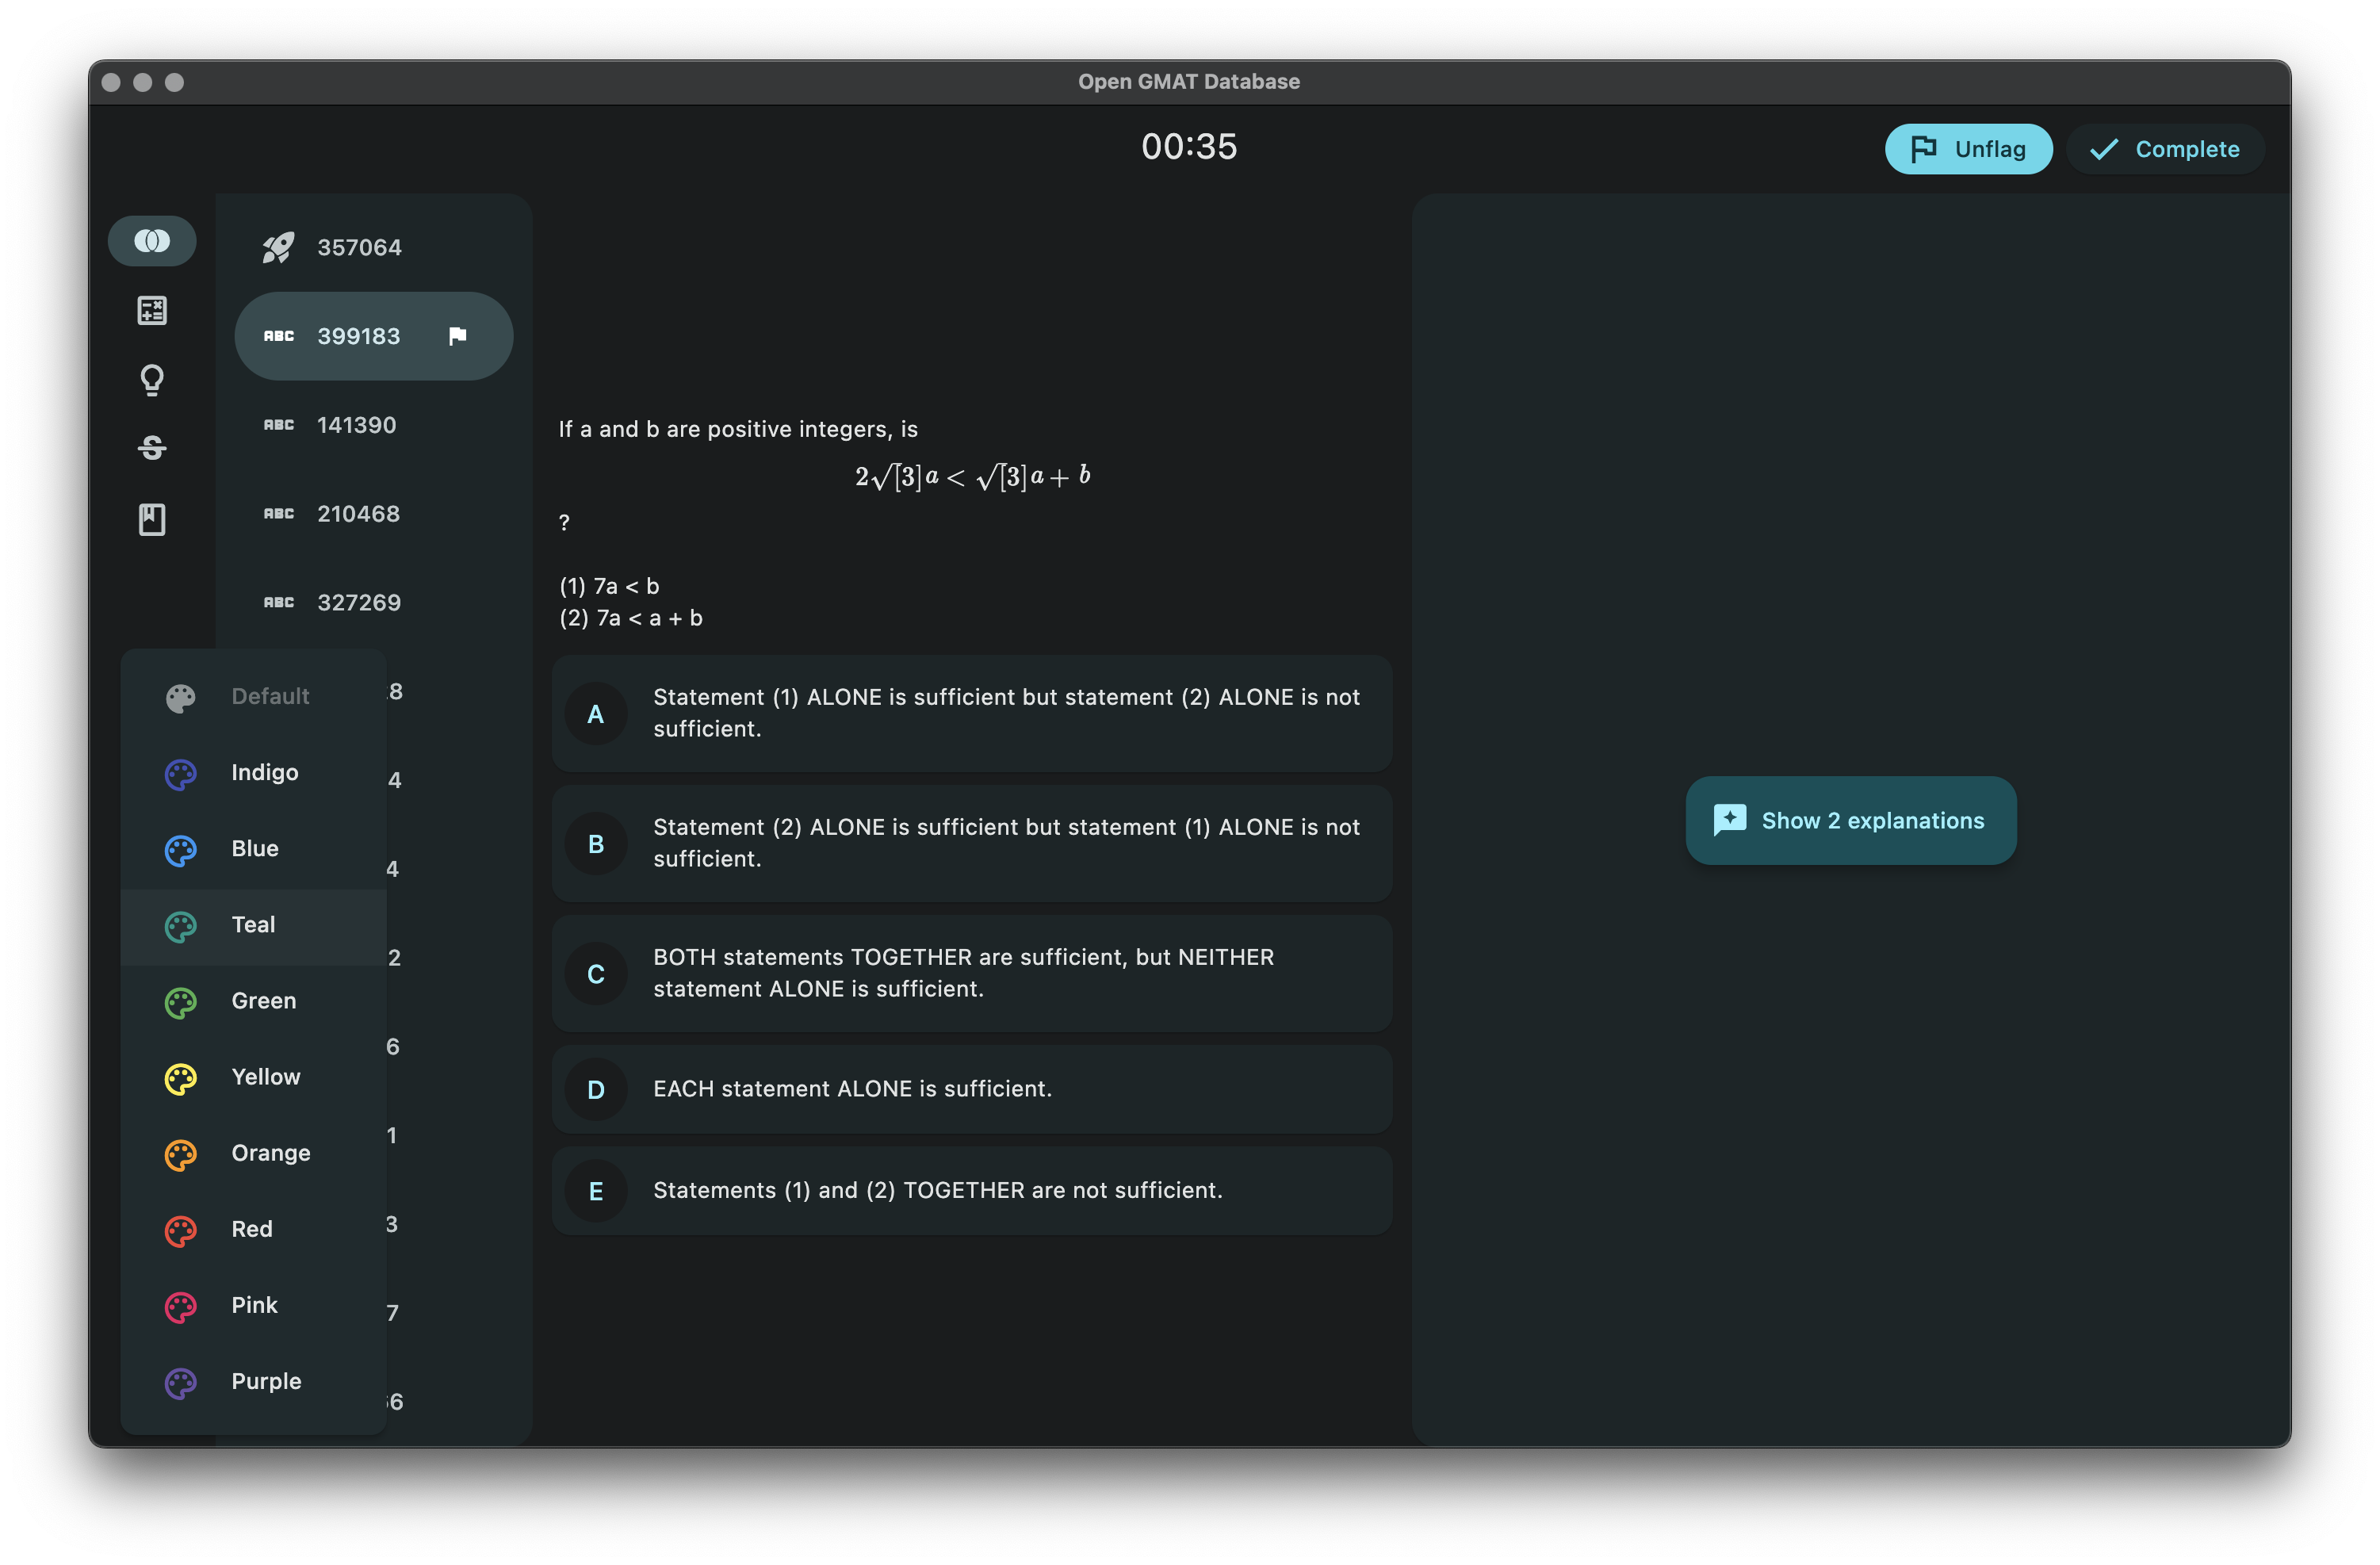 Open GMAT Database
00:35
Unflag
Complete
357064
ABC 399183
ABC 141390
ABC 210468
ABC 327269
8
4
4
2
6
1
3
7
6
Default
Indigo
Blue
Teal
Green
Yellow
Orange
Red
Pink
Purple
If a and b are positive integers, is
2√[3]a < √[3]a + b
?
(1) 7a < b
(2) 7a < a + b
A
Statement (1) ALONE is sufficient but statement (2) ALONE is not
sufficient.
B
Statement (2) ALONE is sufficient but statement (1) ALONE is not
sufficient.
C
BOTH statements TOGETHER are sufficient, but NEITHER
statement ALONE is sufficient.
D
EACH statement ALONE is sufficient.
E
Statements (1) and (2) TOGETHER are not sufficient.
Show 2 explanations